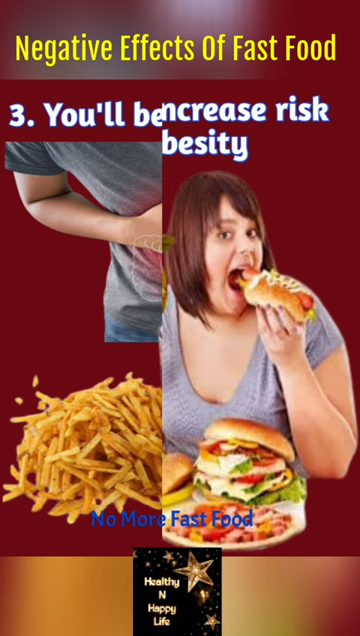 Negative Effects Of Fast Food
3. You'll be
ncrease risk
besity
No More Fast Food
Healthy
N
Happy
Life